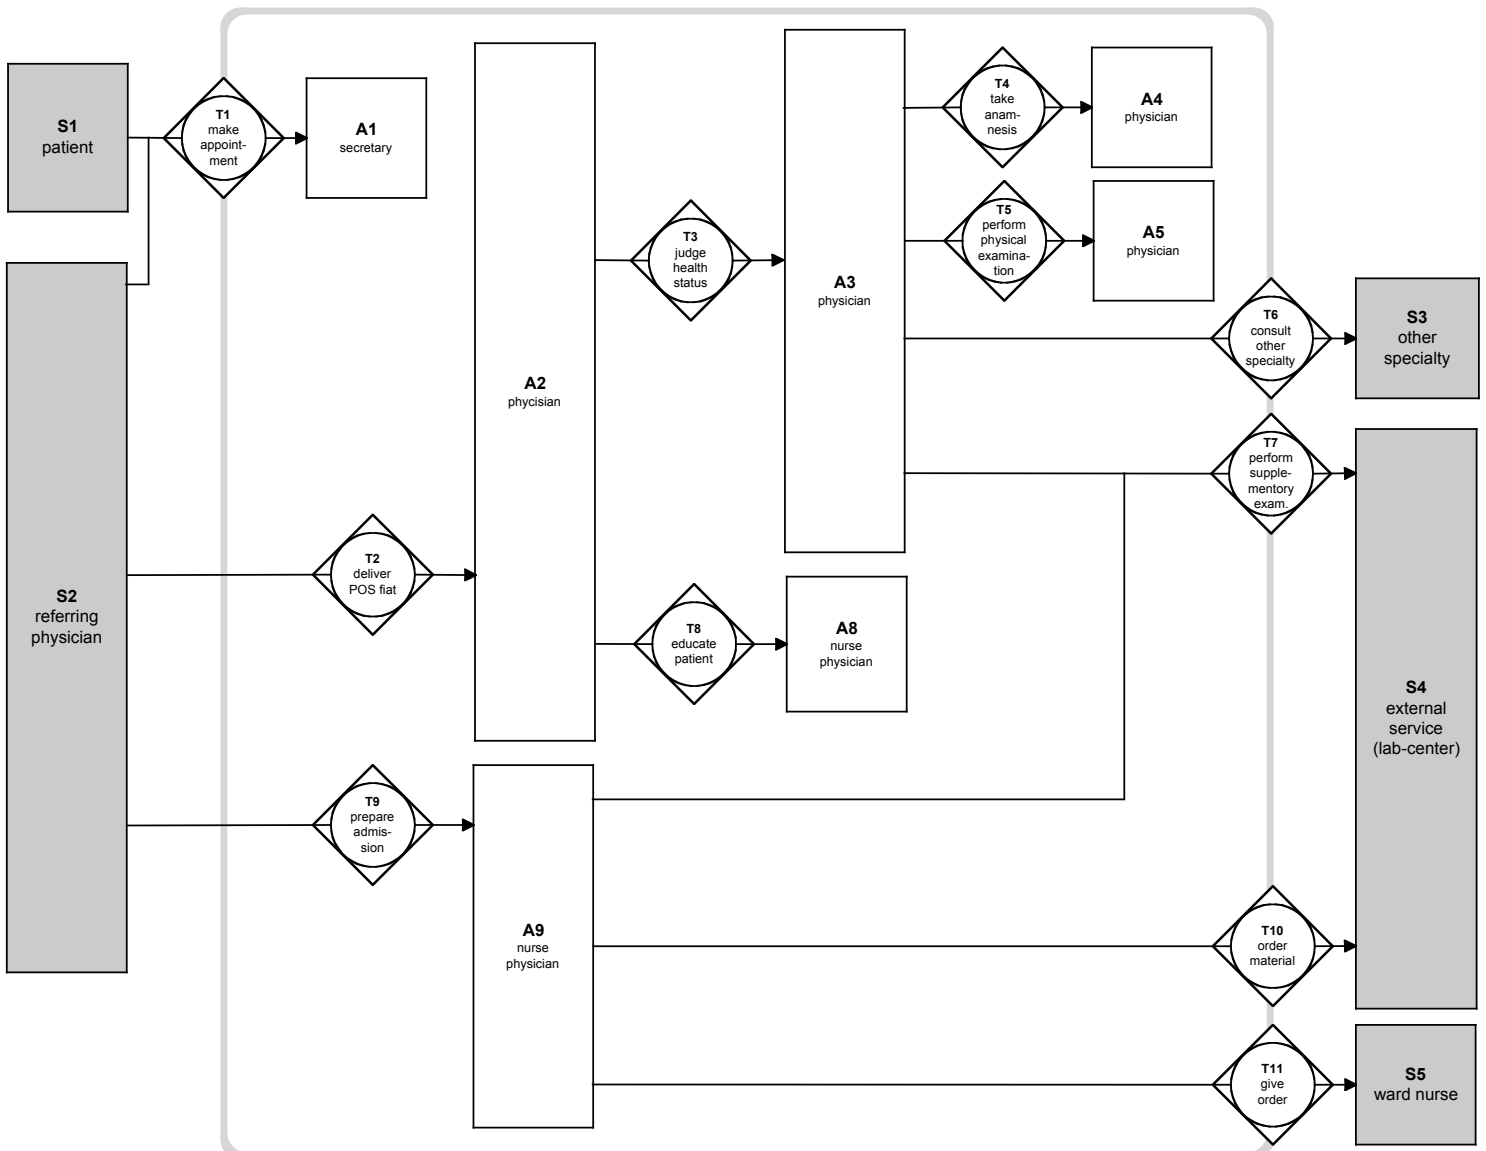 S1
patient
T1
make
appoint-
ment
A1
secretary
A2
phycisian
T3
judge
health
status
A3
physician
T4
take
anam-
nesis
A4
physician
T5
perform
physical
examina-
tion
A5
physician
T6
consult
other
specialty
S3
other
specialty
T7
perform
supple-
mentory
exam.
S2
referring
physician
T2
deliver
POS fiat
T8
educate
patient
A8
nurse
physician
S4
external
service
(lab-center)
T9
prepare
admis-
sion
A9
nurse
physician
T10
order
material
T11
give
order
S5
ward nurse